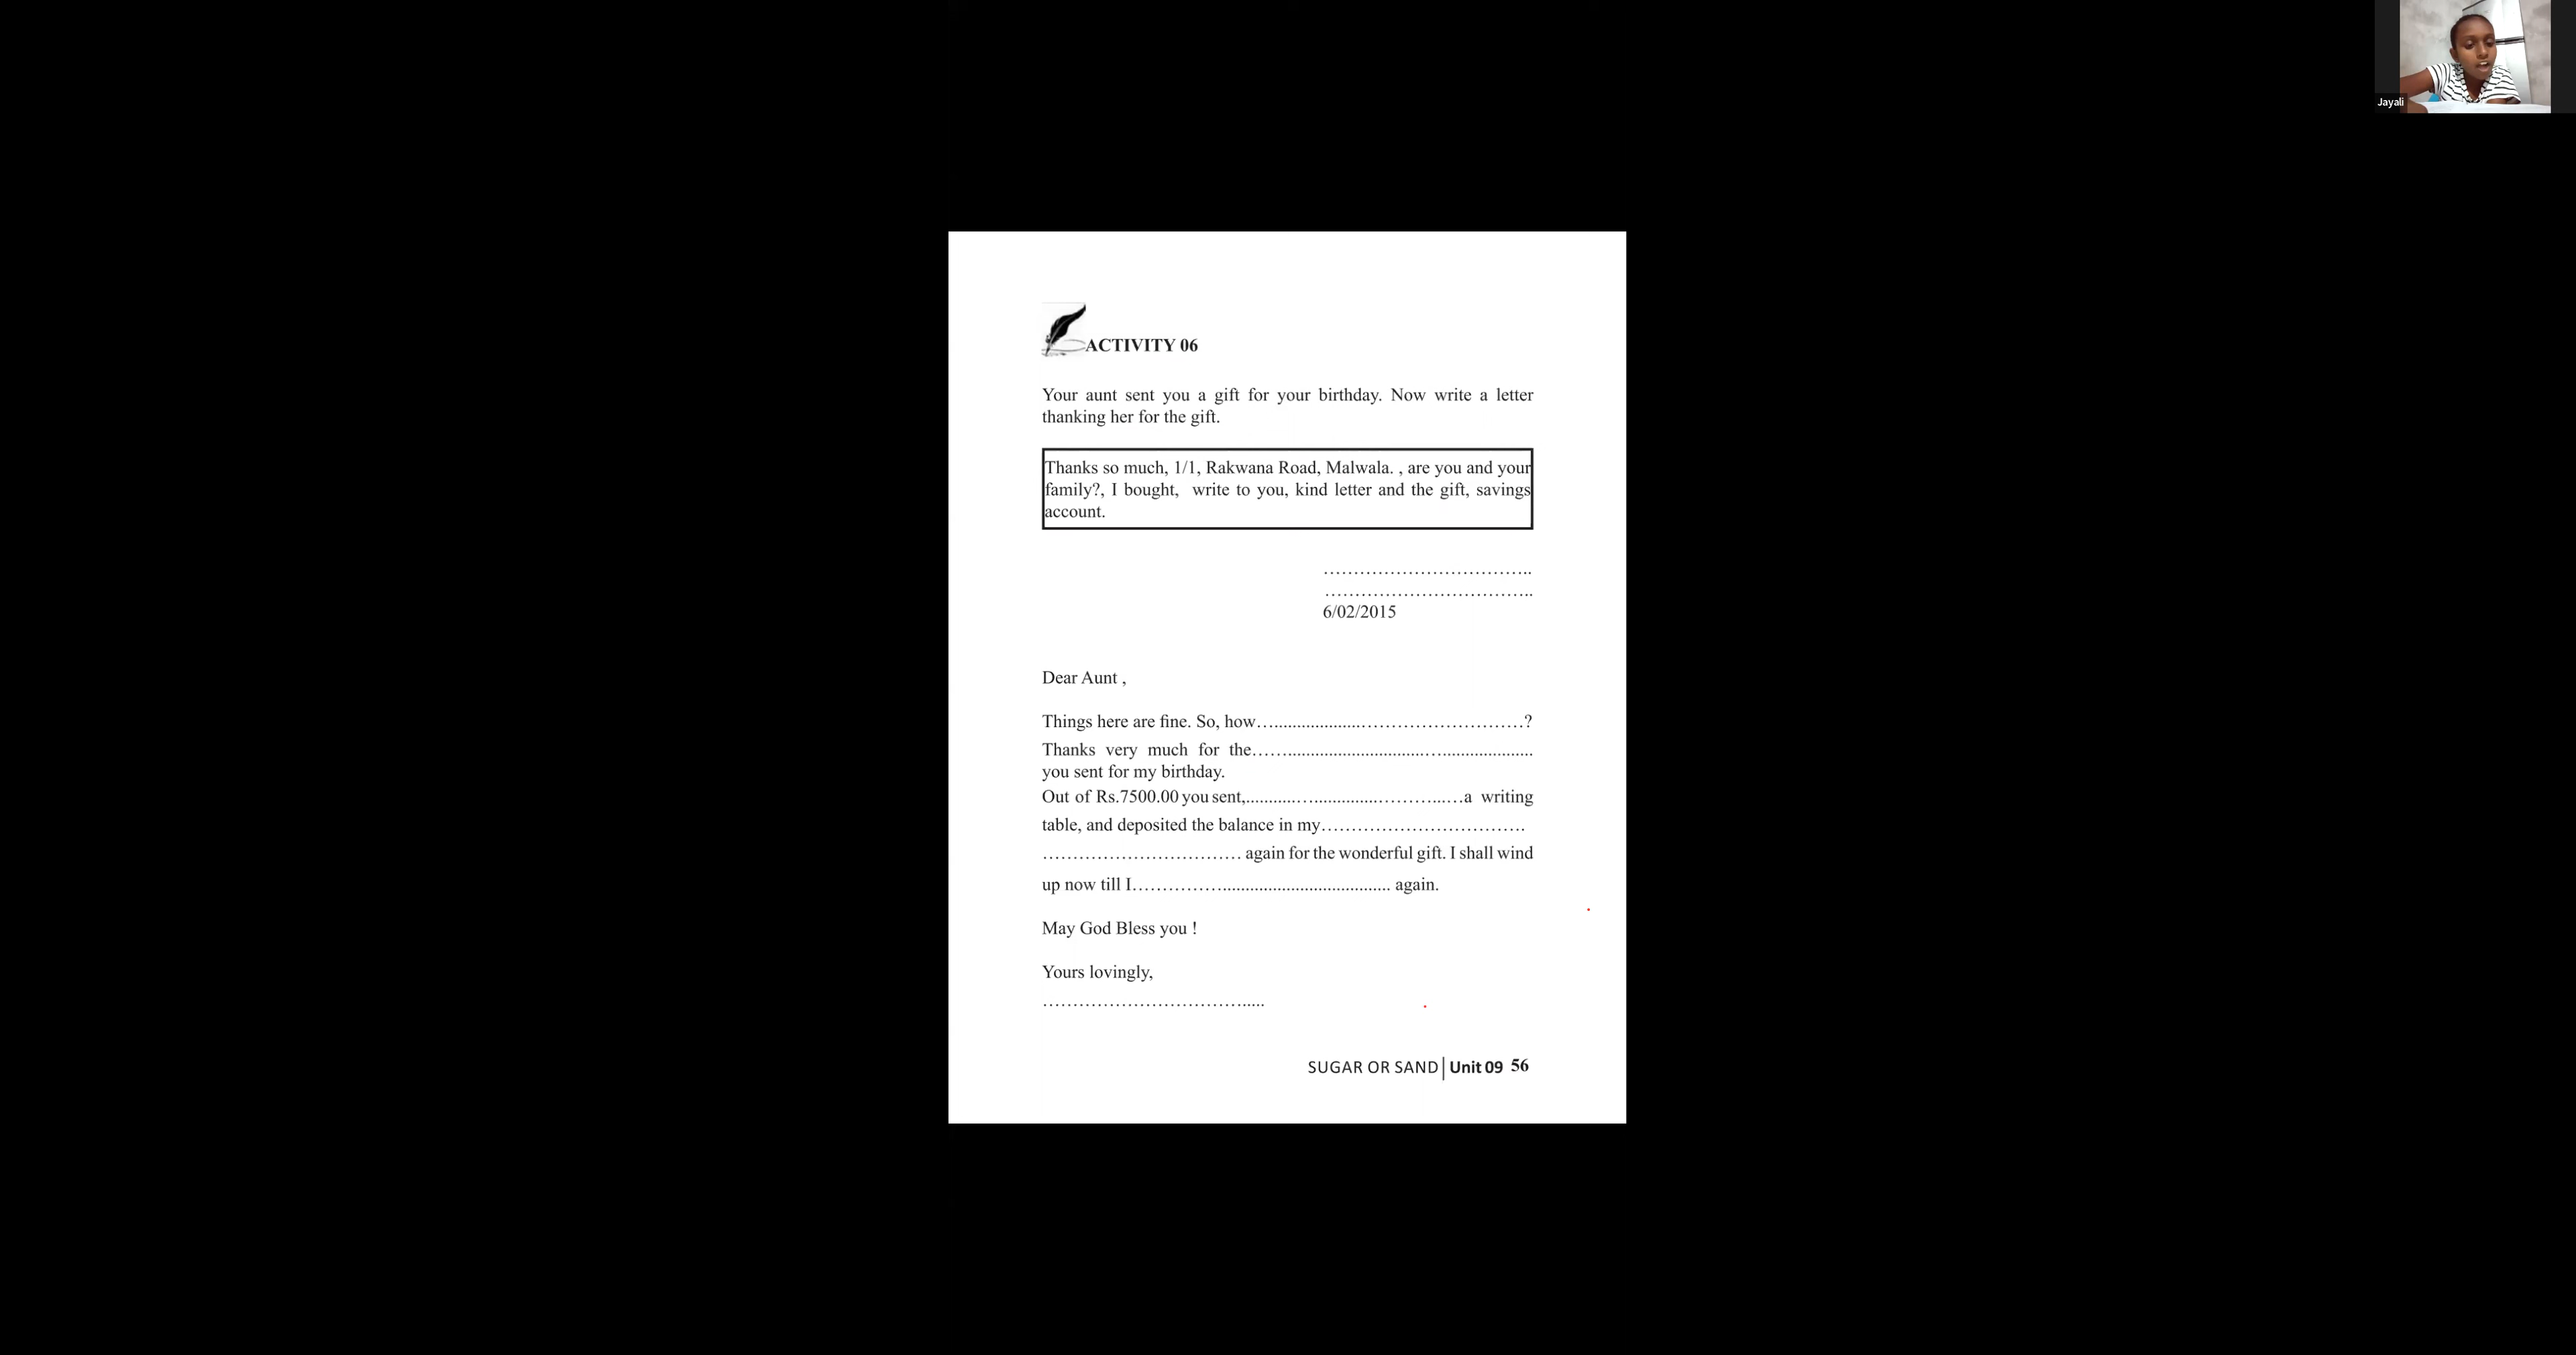 Jayali
ACTIVITY 06
Your aunt sent you a gift for your birthday. Now write a letter
thanking her for the gift.
Thanks so much, 1/1, Rakwana Road, Malwala. , are you and your
family?, I bought, write to you, kind letter and the gift, savings
account.
………………………………..
………………………………..
6/02/2015
Dear Aunt ,
Things here are fine. So, how…...................………………………?
Thanks very much for the……..............................…....................
you sent for my birthday.
Out of Rs.7500.00 you sent,...........…..............………...…a writing
table, and deposited the balance in my…………………………….
…………………………… again for the wonderful gift. I shall wind
up now till I……………..................................... again.
May God Bless you !
Yours lovingly,
…………………………….....
SUGAR OR SAND | Unit 09 56